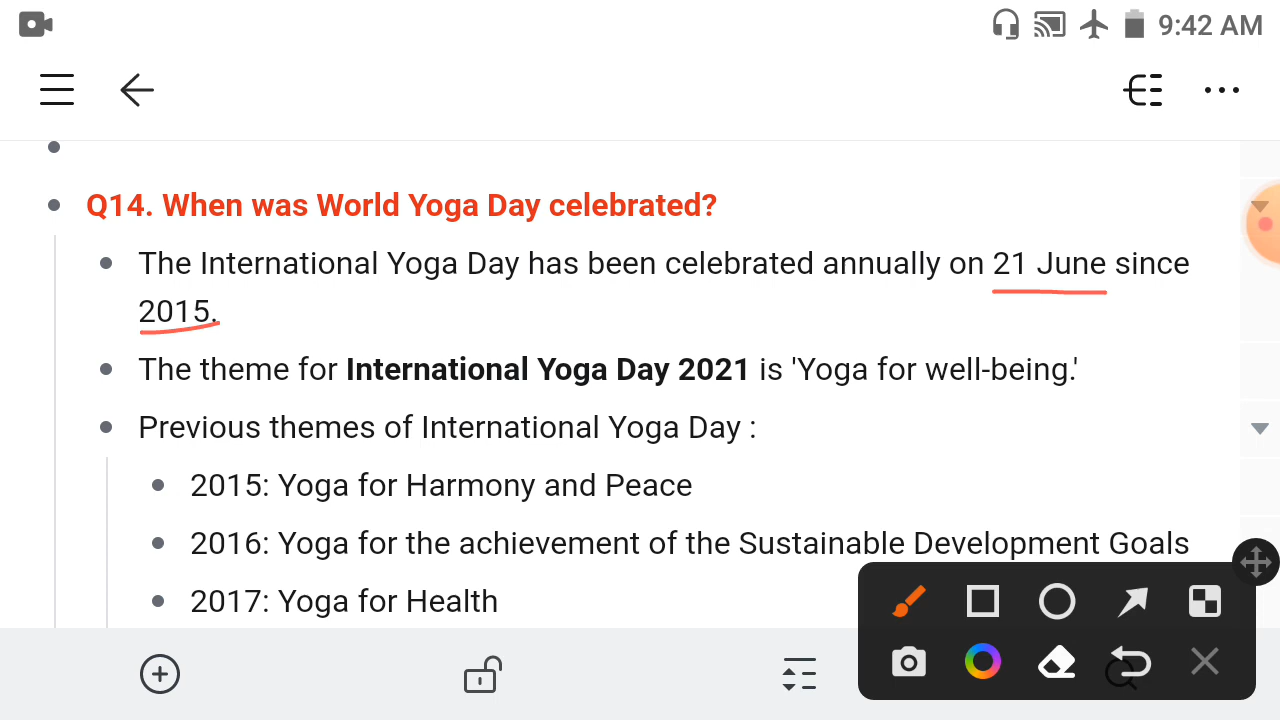 9:42 AM
Q14. When was World Yoga Day celebrated?
The International Yoga Day has been celebrated annually on 21 June since
2015.
The theme for International Yoga Day 2021 is 'Yoga for well-being.'
Previous themes of International Yoga Day :
2015: Yoga for Harmony and Peace
2016: Yoga for the achievement of the Sustainable Development Goals
2017: Yoga for Health